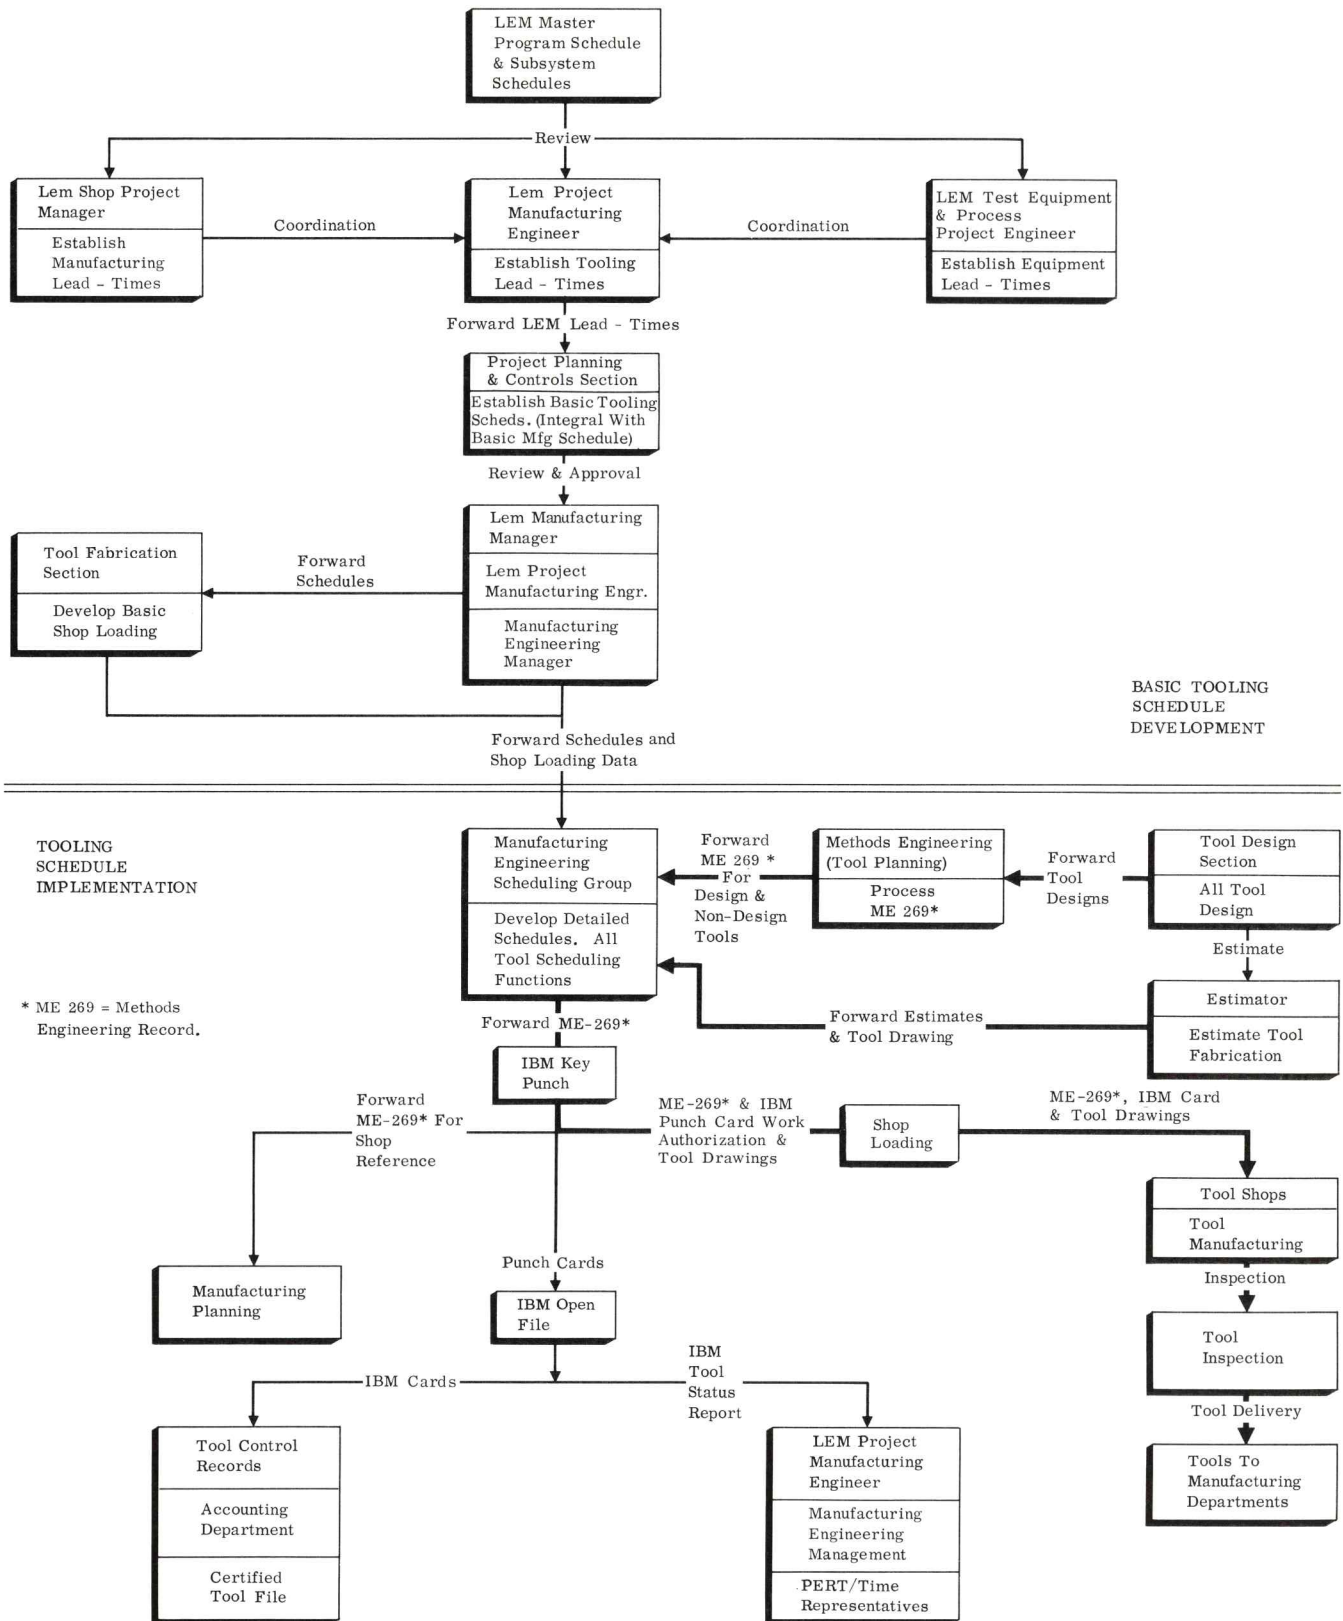 LEM Master
Program Schedule
& Subsystem
Schedules
Review
Lem Shop Project
Manager
Establish
Manufacturing
Lead - Times
Coordination
Lem Project
Manufacturing
Engineer
Establish Tooling
Lead - Times
Coordination
LEM Test Equipment
& Process
Project Engineer
Establish Equipment
Lead - Times
Forward LEM Lead - Times
Project Planning
& Controls Section
Establish Basic Tooling
Scheds. (Integral With
Basic Mfg Schedule)
Review & Approval
Lem Manufacturing
Manager
Lem Project
Manufacturing Engr.
Manufacturing
Engineering
Manager
Forward
Schedules
Tool Fabrication
Section
Develop Basic
Shop Loading
BASIC TOOLING
SCHEDULE
DEVELOPMENT
Forward Schedules and
Shop Loading Data
TOOLING
SCHEDULE
IMPLEMENTATION
Manufacturing
Engineering
Scheduling Group
Develop Detailed
Schedules. All
Tool Scheduling
Functions
Forward
ME 269 *
For
Design &
Non-Design
Tools
Methods Engineering
(Tool Planning)
Process
ME 269*
Forward
Tool
Designs
Tool Design
Section
All Tool
Design
Estimate
Estimator
Estimate Tool
Fabrication
Forward Estimates
& Tool Drawing
* ME 269 = Methods
Engineering Record.
Forward ME-269*
IBM Key
Punch
Forward
ME-269* For
Shop
Reference
ME-269* & IBM
Punch Card Work
Authorization &
Tool Drawings
Shop
Loading
ME-269*, IBM Card
& Tool Drawings
Tool Shops
Tool
Manufacturing
Inspection
Tool
Inspection
Tool Delivery
Tools To
Manufacturing
Departments
Manufacturing
Planning
Punch Cards
IBM Open
File
IBM Cards
IBM
Tool
Status
Report
Tool Control
Records
Accounting
Department
Certified
Tool File
LEM Project
Manufacturing
Engineer
Manufacturing
Engineering
Management
PERT/Time
Representatives